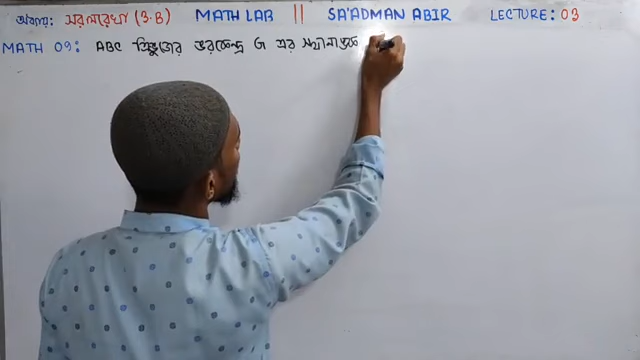 অধ্যায়: সরলরেখা (3.B) MATH LAB || SA'ADMAN ABIR LECTURE: 03
MATH 09: ABC ত্রিভুজের ভরকেন্দ্র G এর স্থানাঙ্ক